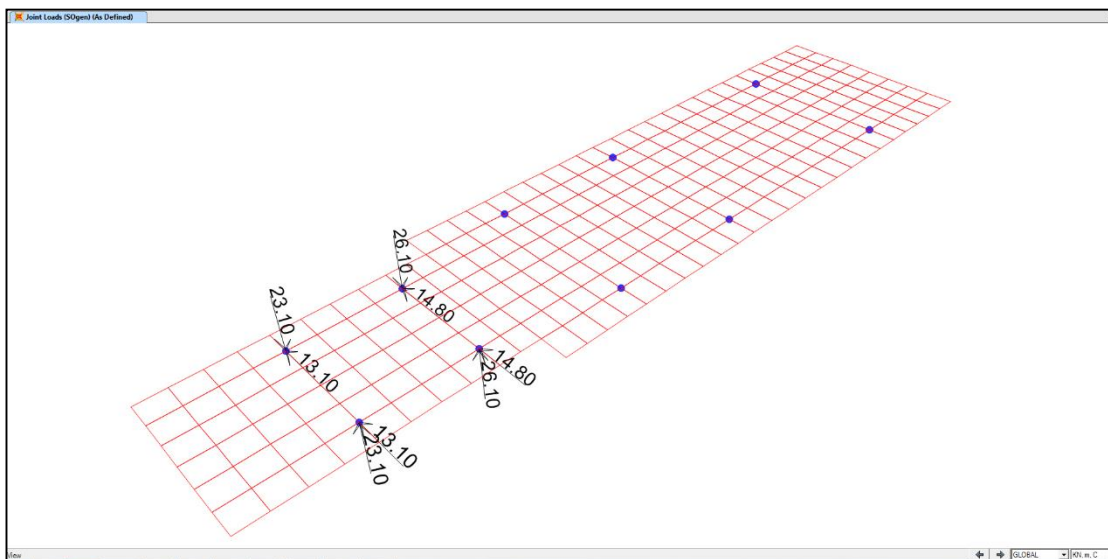 Joint Loads (SOgen) (As Defined)
26.10
14.80
23.10
13.10
14.80
26.10
13.10
23.10
View
GLOBAL
KN, m, C